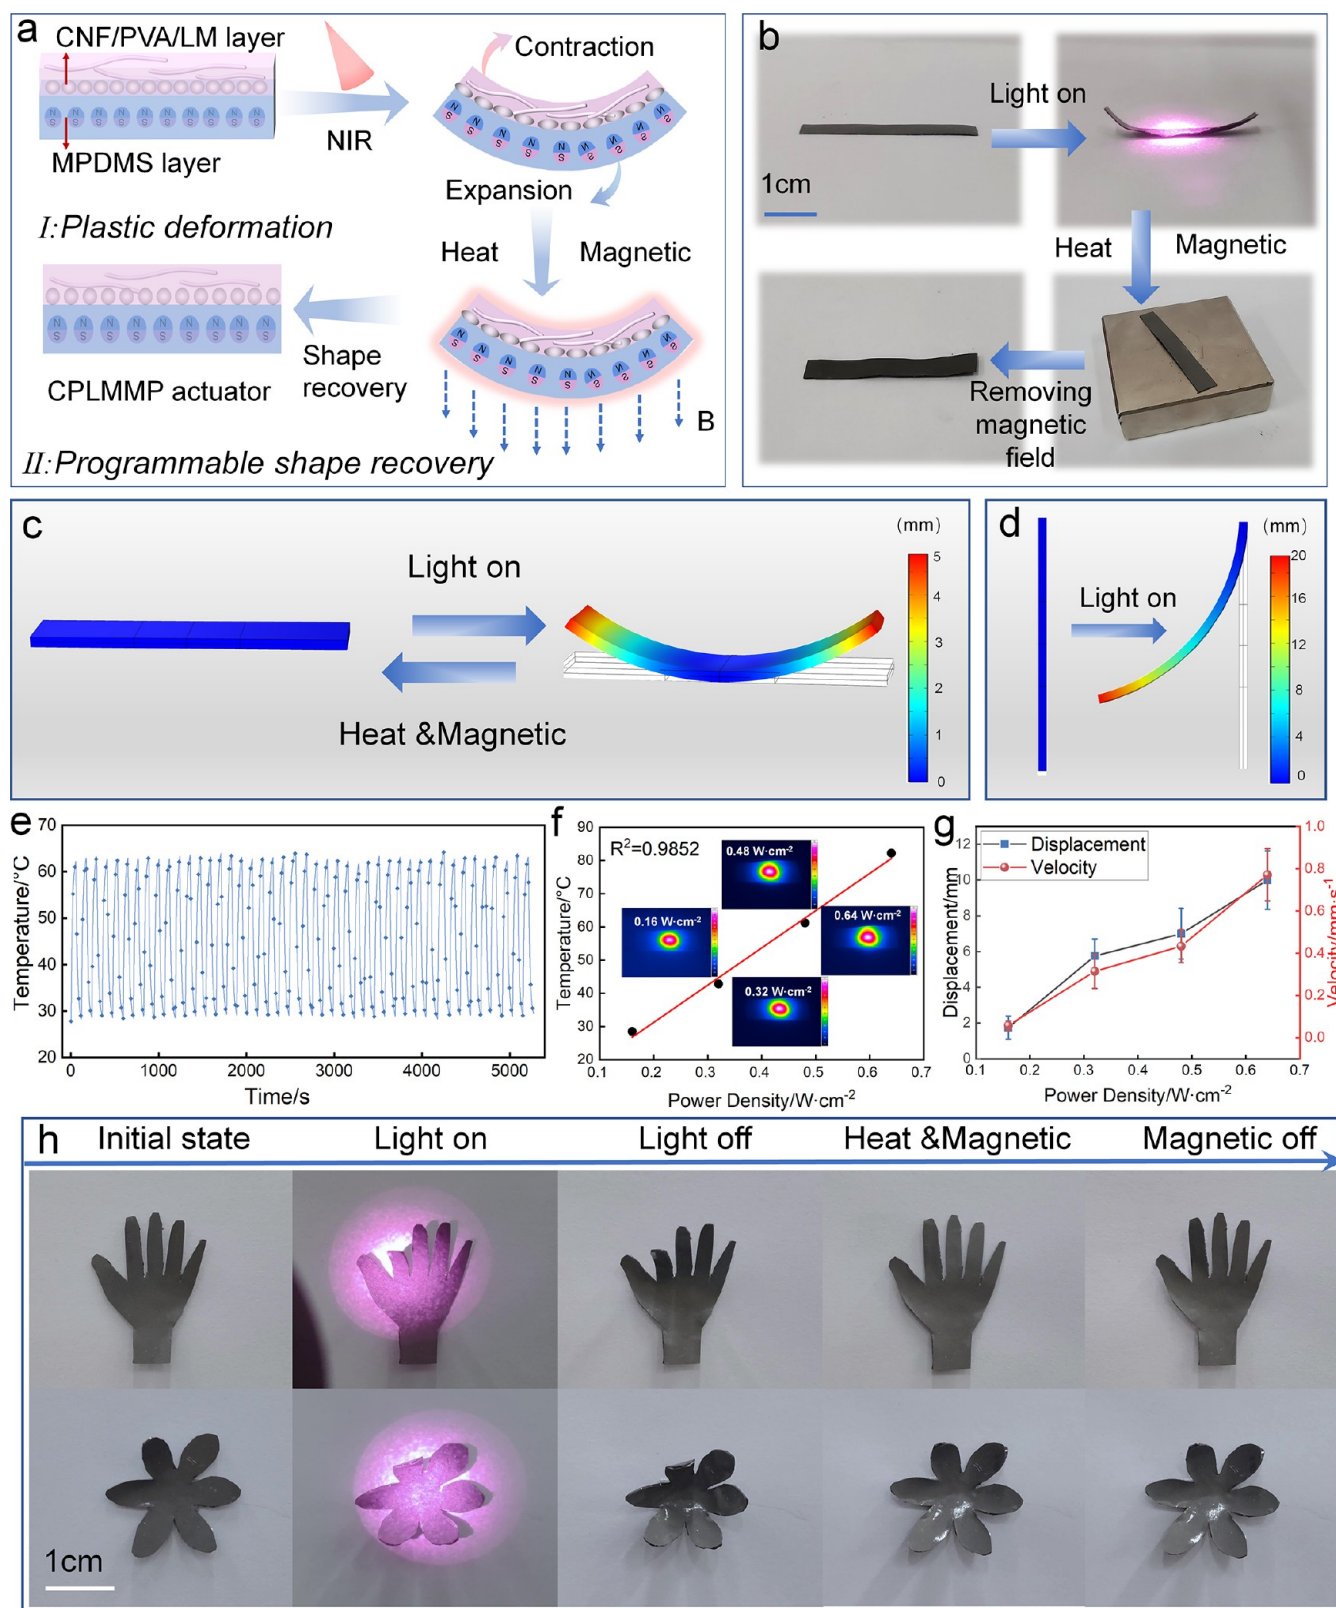 a
CNF/PVA/LM layer
MPDMS layer
NIR
Contraction
Expansion
I:Plastic deformation
Heat
Magnetic
Shape
recovery
CPLMMP actuator
B
II:Programmable shape recovery
b
Light on
1cm
Heat
Magnetic
Removing
magnetic
field
c
Light on
Heat &Magnetic
(mm)
5
4
3
2
1
0
d
Light on
(mm)
20
16
12
8
4
0
e
Temperature/°C
70
60
50
40
30
20
0
1000
2000
3000
4000
5000
Time/s
f
R²=0.9852
Temperature/°C
90
80
70
60
50
40
30
20
0.48 W·cm⁻²
0.16 W·cm⁻²
0.64 W·cm⁻²
0.32 W·cm⁻²
0.1
0.2
0.3
0.4
0.5
0.6
0.7
Power Density/W·cm⁻²
g
Displacement
Velocity
Displacement/mm
12
10
8
6
4
2
0
1.0
0.8
0.6
0.4
0.2
0.0
Velocity/mm·s⁻¹
0.1
0.2
0.3
0.4
0.5
0.6
0.7
Power Density/W·cm⁻²
h
Initial state
Light on
Light off
Heat &Magnetic
Magnetic off
1cm